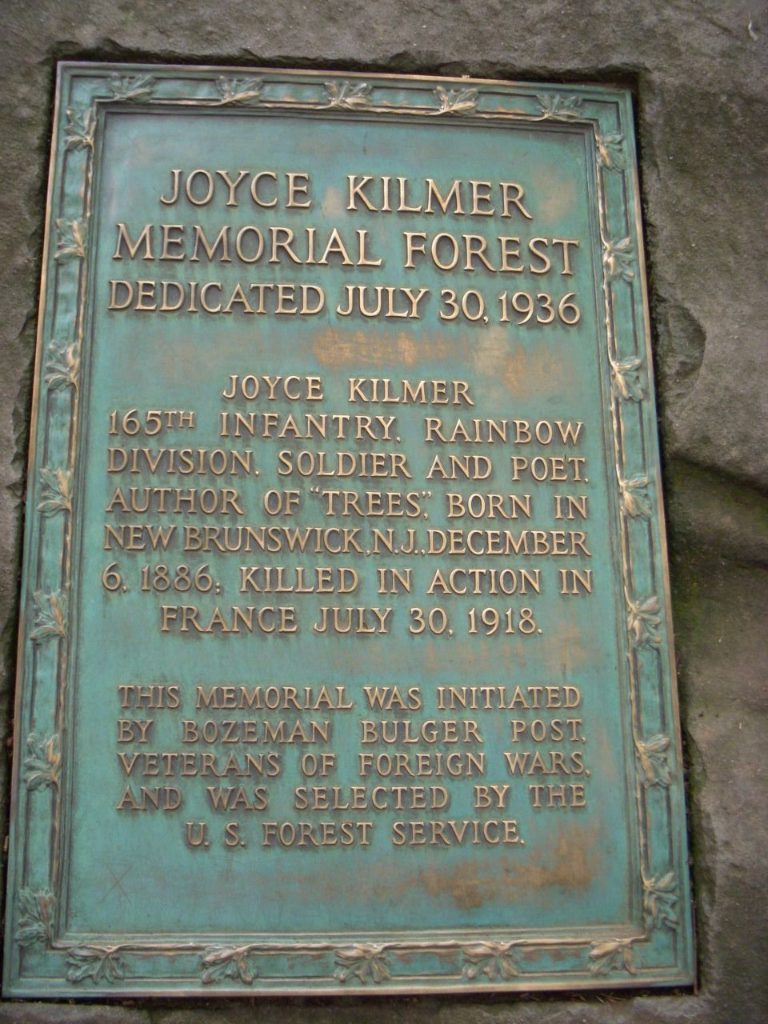 JOYCE KILMER
MEMORIAL FOREST
DEDICATED JULY 30, 1936
JOYCE KILMER
165TH INFANTRY, RAINBOW
DIVISION, SOLDIER AND POET,
AUTHOR OF "TREES", BORN IN
NEW BRUNSWICK, N.J., DECEMBER
6, 1886; KILLED IN ACTION IN
FRANCE JULY 30, 1918.
THIS MEMORIAL WAS INITIATED
BY BOZEMAN BULGER POST,
VETERANS OF FOREIGN WARS,
AND WAS SELECTED BY THE
U. S. FOREST SERVICE.